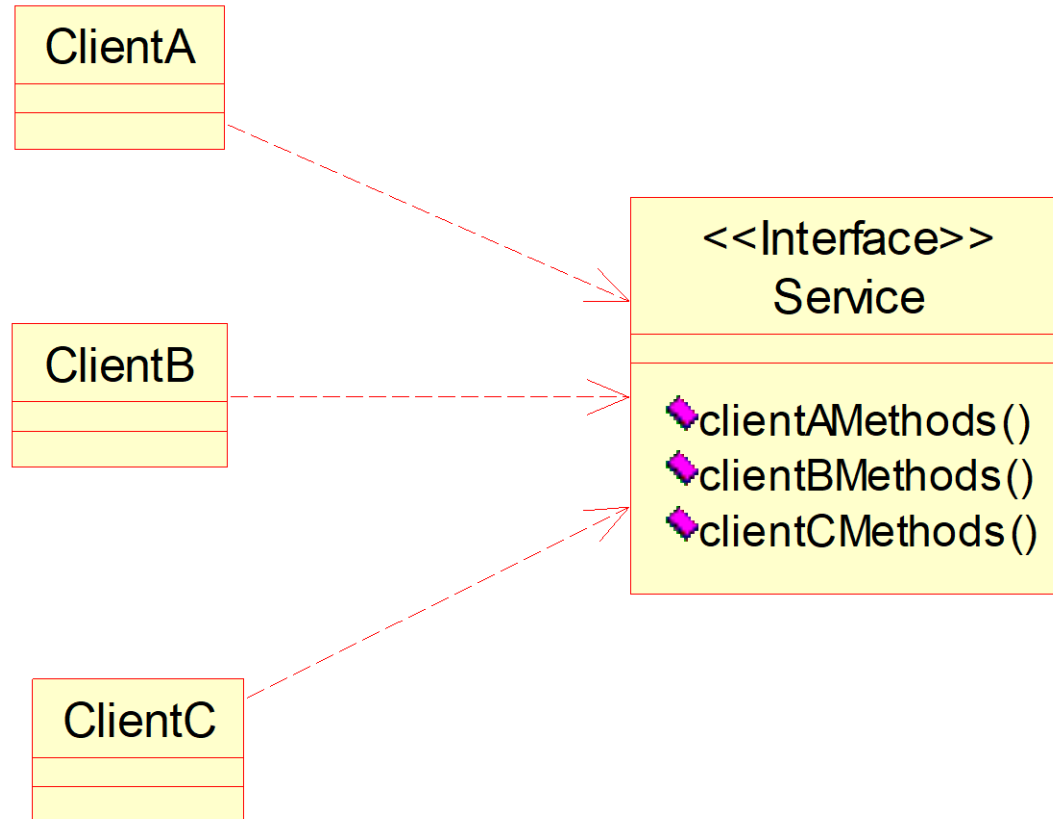 ClientA
<<Interface>>
Service
ClientB
clientAMethods()
clientBMethods()
clientCMethods()
ClientC